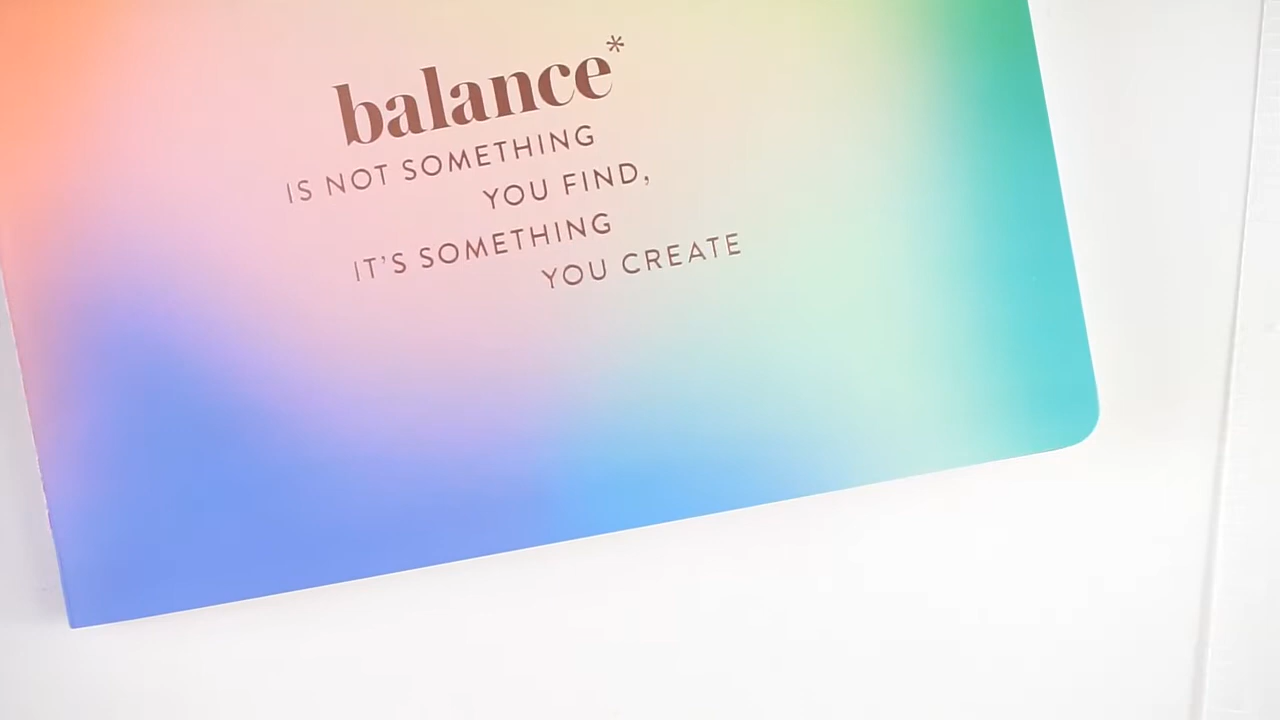 balance*
IS NOT SOMETHING
YOU FIND,
IT'S SOMETHING
YOU CREATE